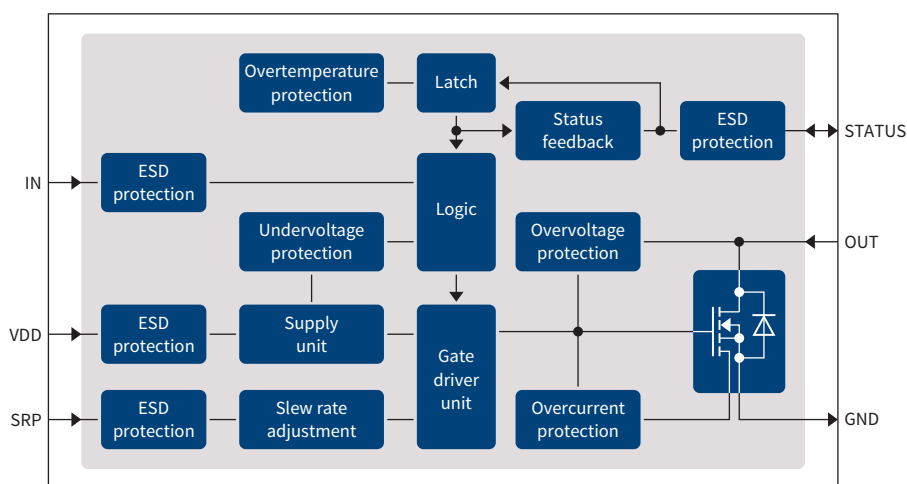 Overtemperature
protection
Latch
Status
feedback
ESD
protection
STATUS
IN
ESD
protection
Logic
Undervoltage
protection
Overvoltage
protection
OUT
VDD
ESD
protection
Supply
unit
Gate
driver
unit
SRP
ESD
protection
Slew rate
adjustment
Overcurrent
protection
GND